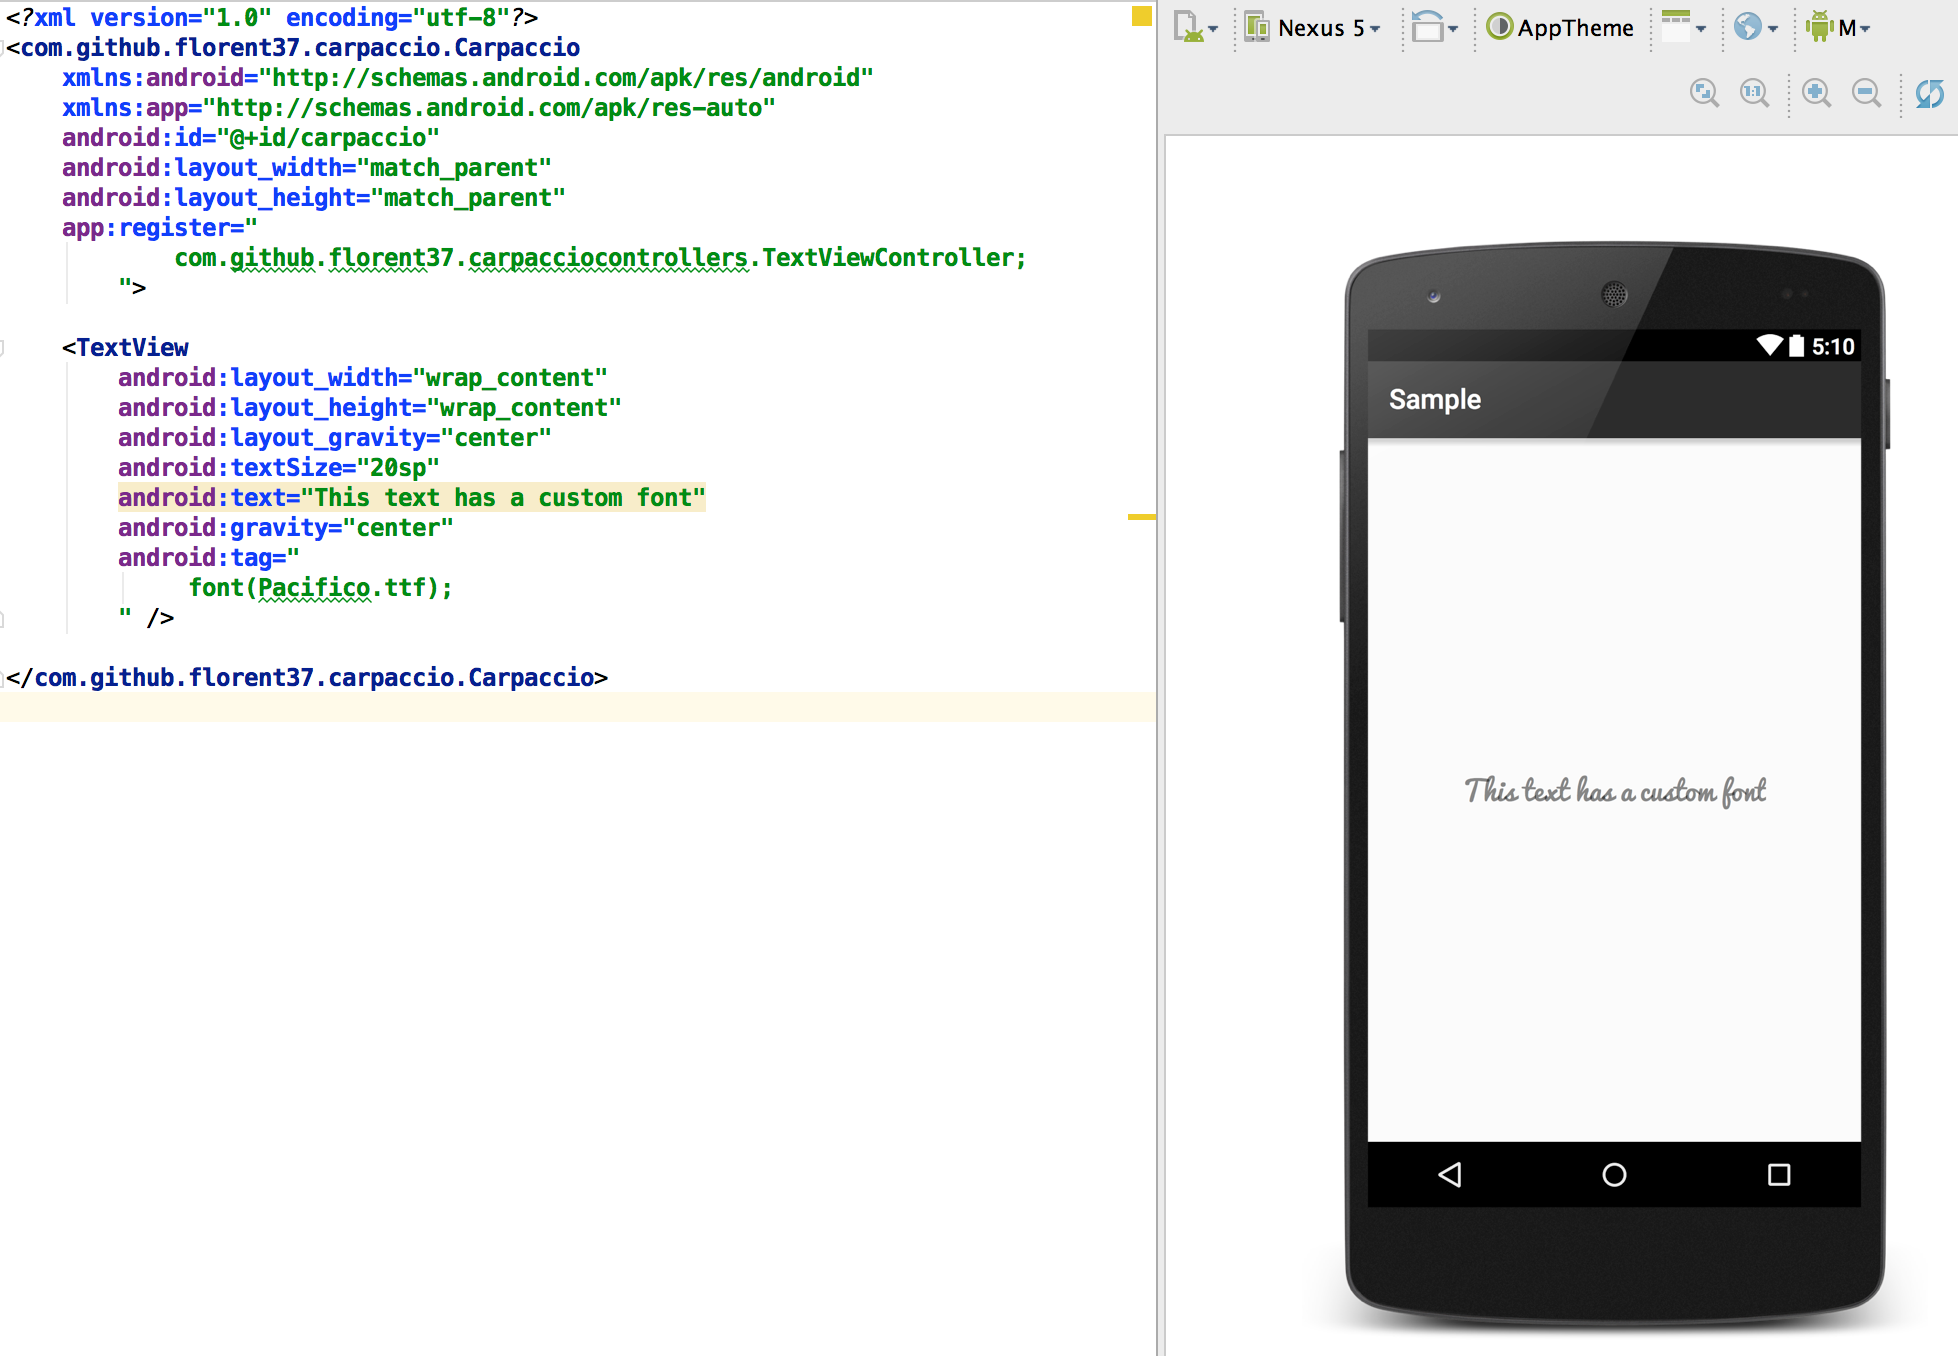 <?xml version="1.0" encoding="utf-8"?>
<com.github.florent37.carpaccio.Carpaccio
    xmlns:android="http://schemas.android.com/apk/res/android"
    xmlns:app="http://schemas.android.com/apk/res-auto"
    android:id="@+id/carpaccio"
    android:layout_width="match_parent"
    android:layout_height="match_parent"
    app:register="
            com.github.florent37.carpacciocontrollers.TextViewController;
        ">
    <TextView
        android:layout_width="wrap_content"
        android:layout_height="wrap_content"
        android:layout_gravity="center"
        android:textSize="20sp"
        android:text="This text has a custom font"
        android:gravity="center"
        android:tag="
             font(Pacifico.ttf);
        " />
</com.github.florent37.carpaccio.Carpaccio>
Nexus 5 AppTheme M
1:1
5:10
Sample
This text has a custom font